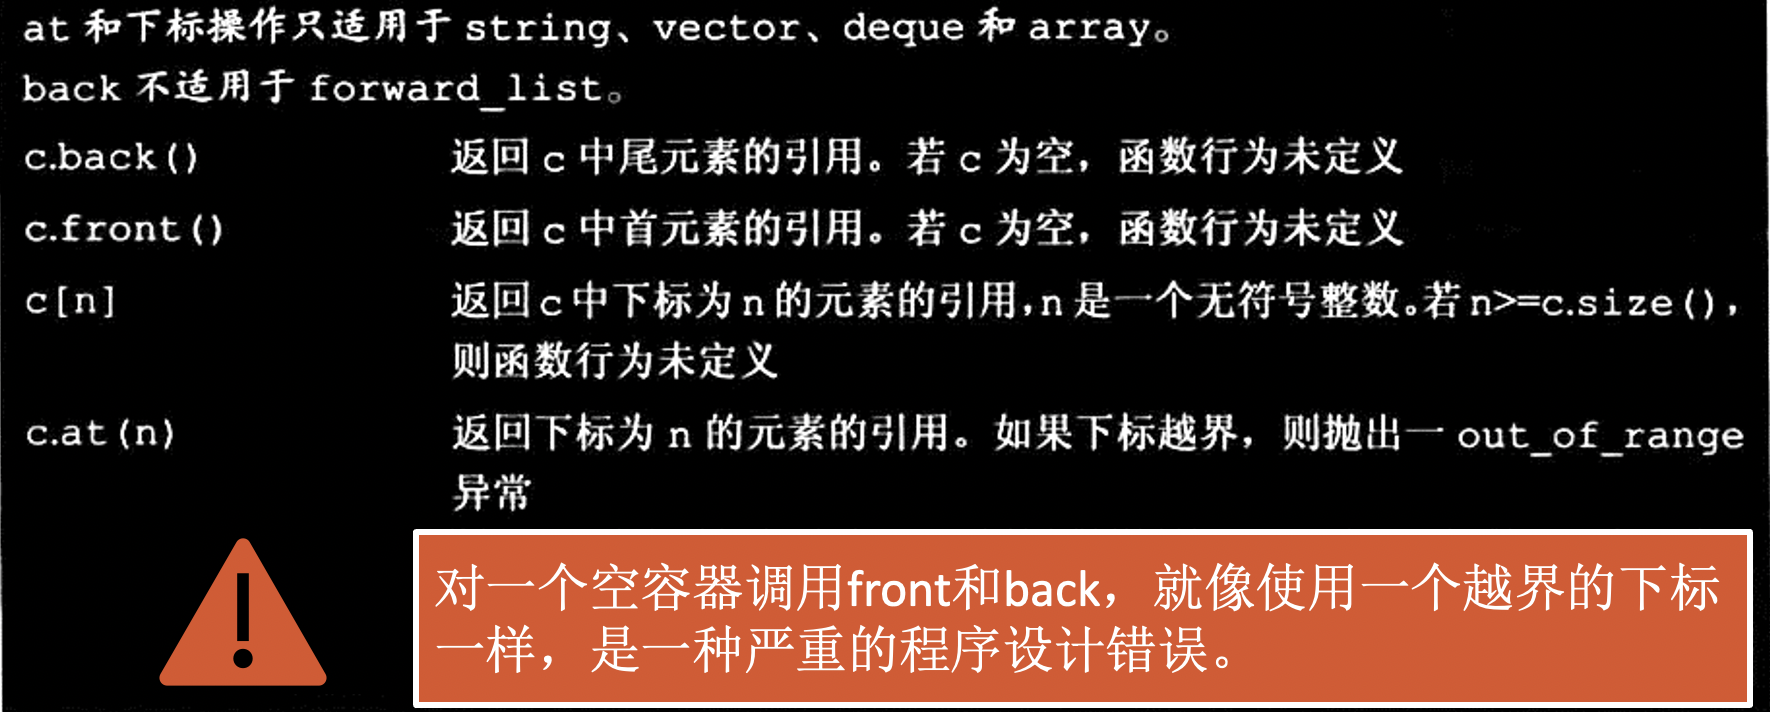 at 和下标操作只适用于 string、vector、deque 和 array。
back 不适用于 forward_list。
c.back() 返回 c 中尾元素的引用。若 c 为空，函数行为未定义
c.front() 返回 c 中首元素的引用。若 c 为空，函数行为未定义
c[n] 返回 c 中下标为 n 的元素的引用，n 是一个无符号整数。若 n>=c.size()，
则函数行为未定义
c.at(n) 返回下标为 n 的元素的引用。如果下标越界，则抛出一 out_of_range
异常
对一个空容器调用front和back，就像使用一个越界的下标
一样，是一种严重的程序设计错误。